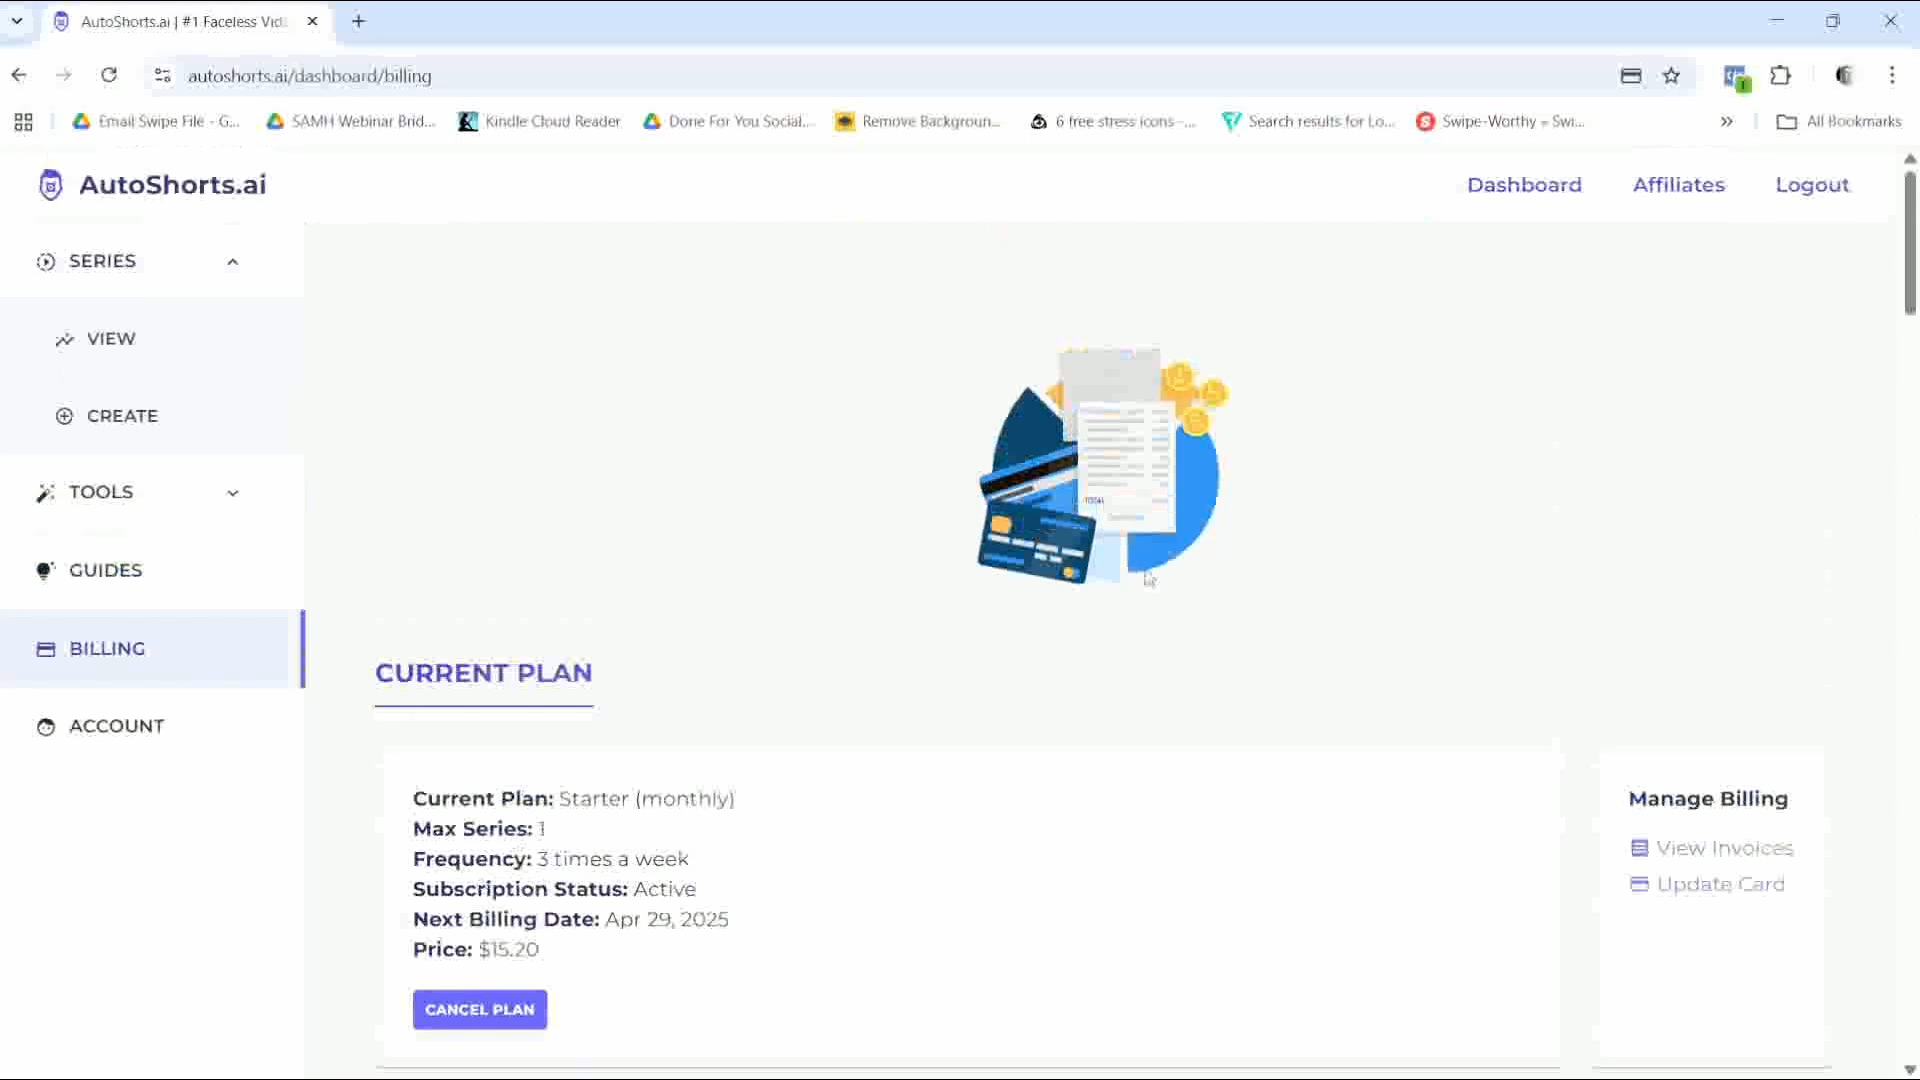 AutoShorts.ai | #1 Faceless Vid
autoshorts.ai/dashboard/billing
Email Swipe File - G...
SAMH Webinar Brid...
Kindle Cloud Reader
Done For You Social...
Remove Backgroun...
6 free stress icons -...
Search results for Lo...
Swipe-Worthy = Swi...
All Bookmarks
AutoShorts.ai
Dashboard
Affiliates
Logout
SERIES
VIEW
CREATE
TOOLS
GUIDES
BILLING
ACCOUNT
TOTAL
CURRENT PLAN
Current Plan: Starter (monthly)
Max Series: 1
Frequency: 3 times a week
Subscription Status: Active
Next Billing Date: Apr 29, 2025
Price: $15.20
CANCEL PLAN
Manage Billing
View Invoices
Update Card